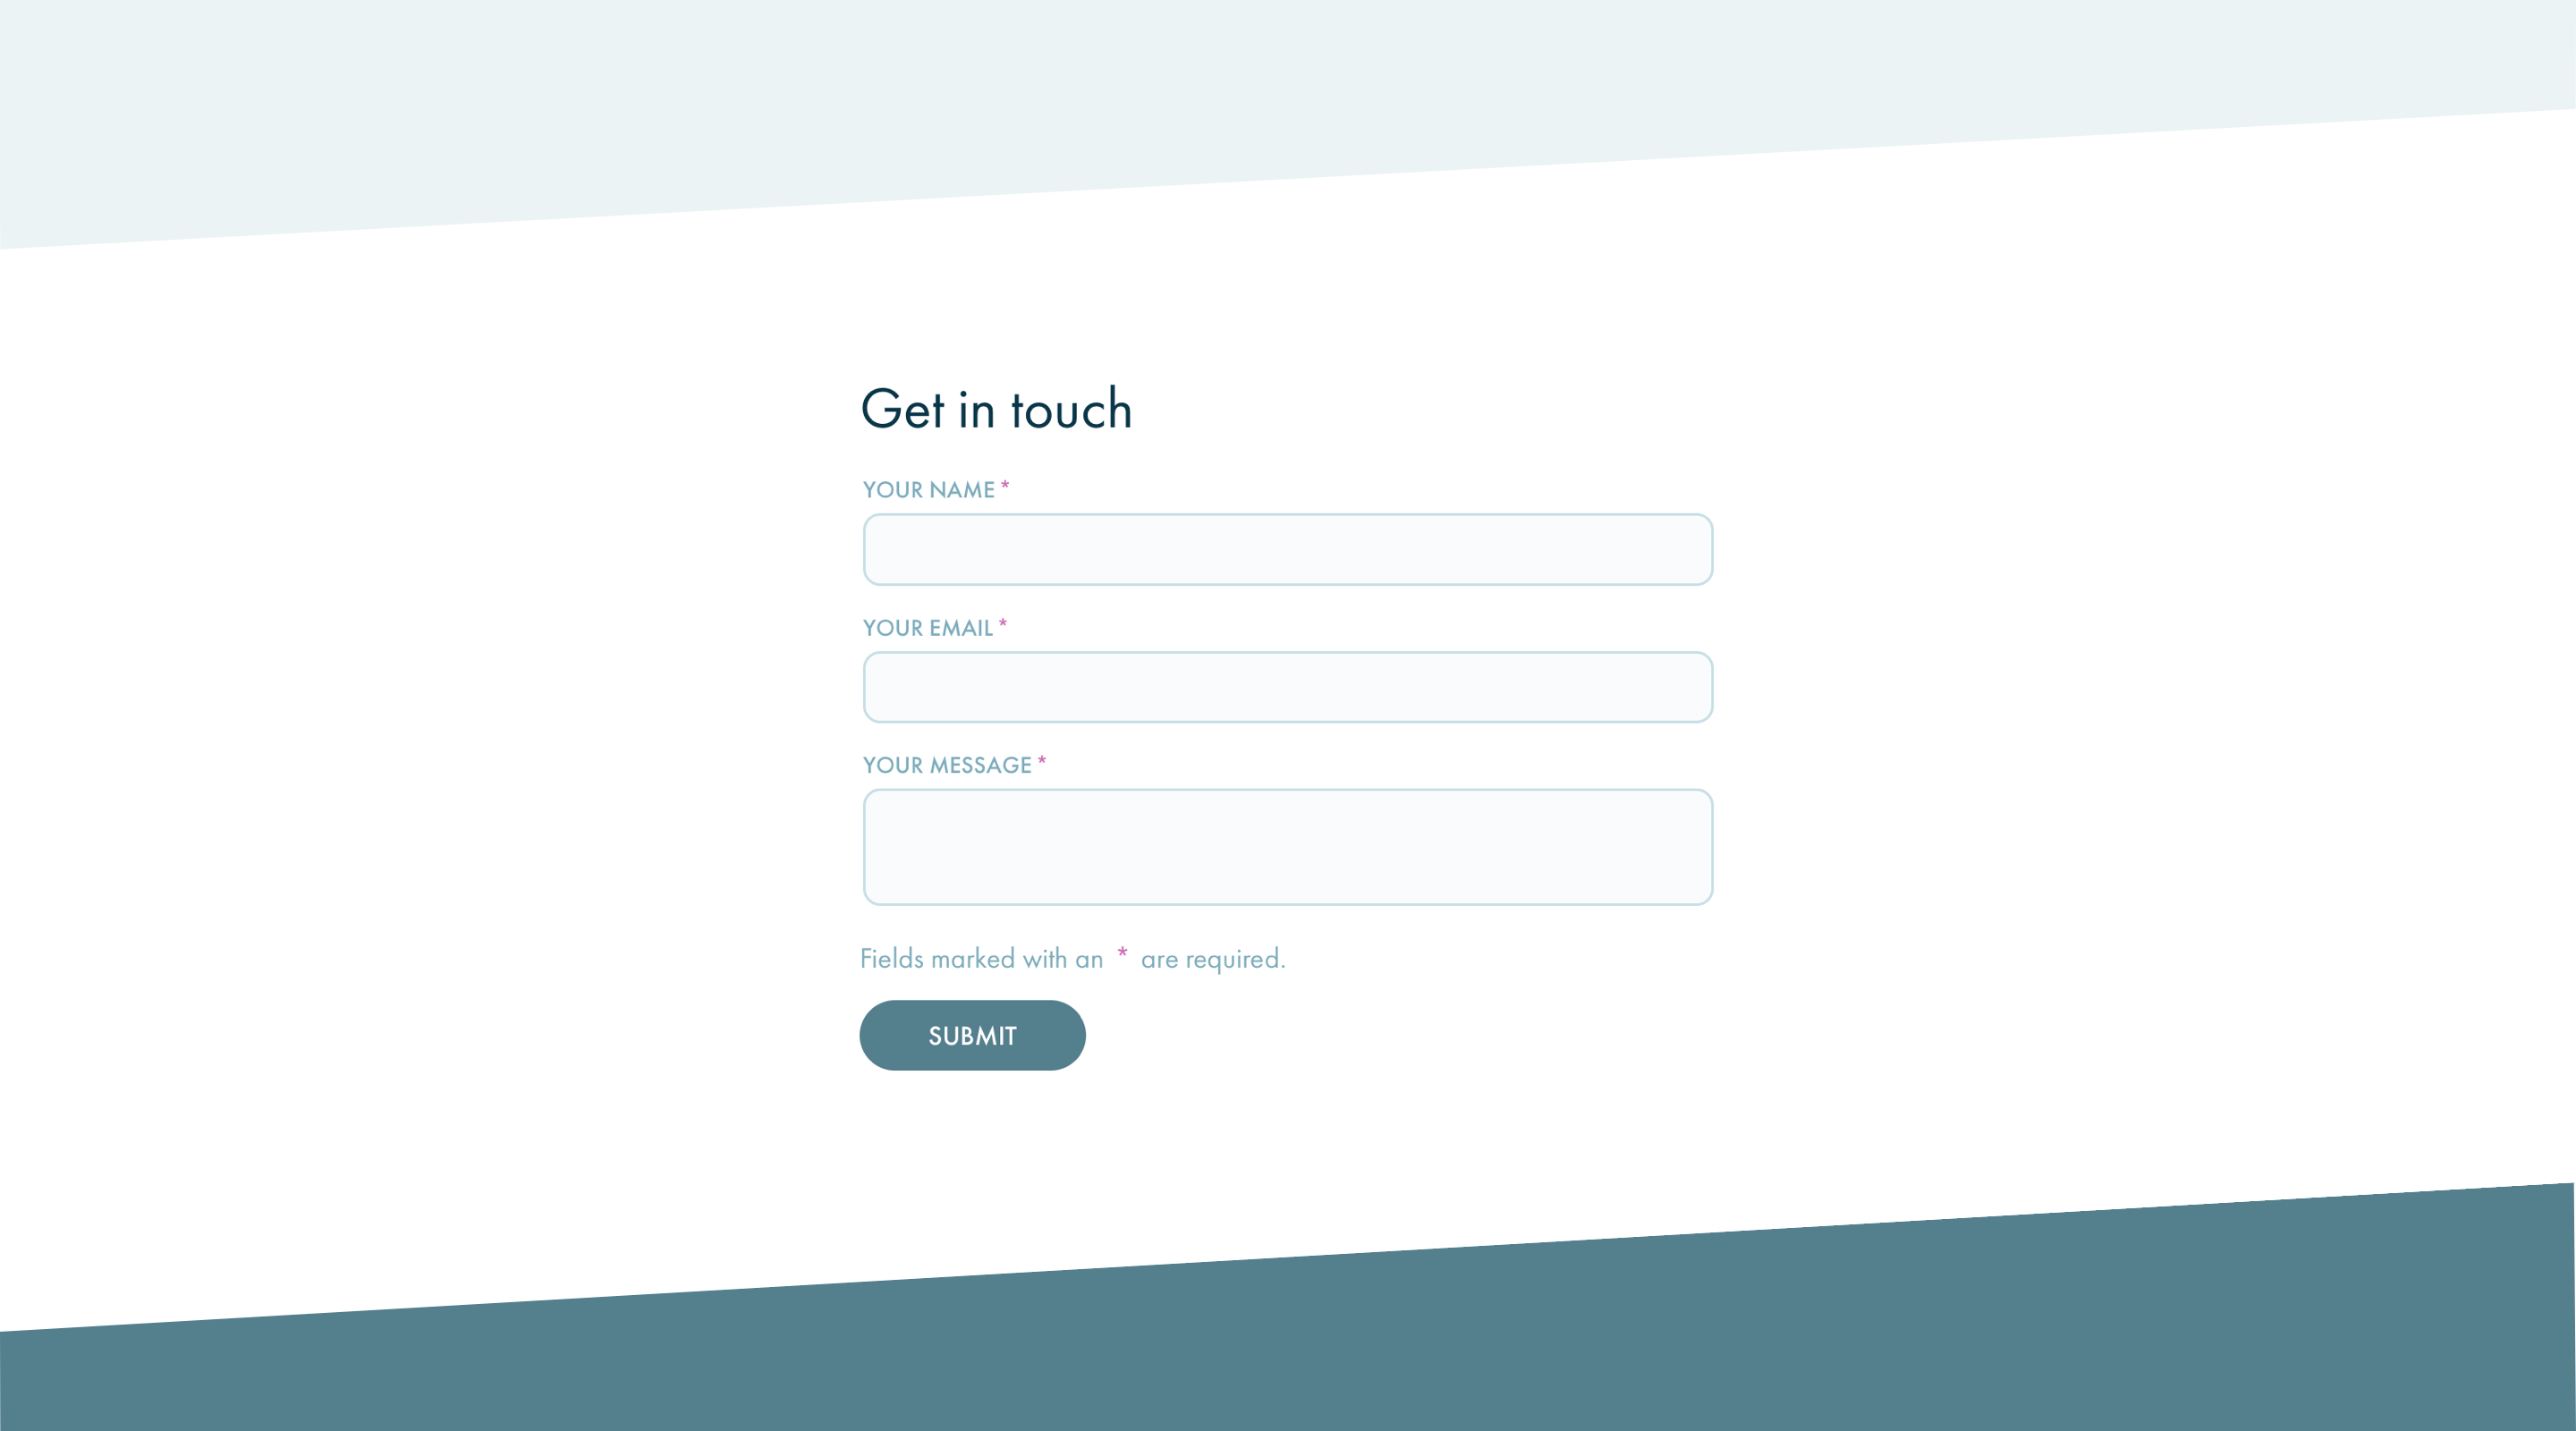 Get in touch
YOUR NAME *
YOUR EMAIL *
YOUR MESSAGE *
Fields marked with an * are required.
SUBMIT